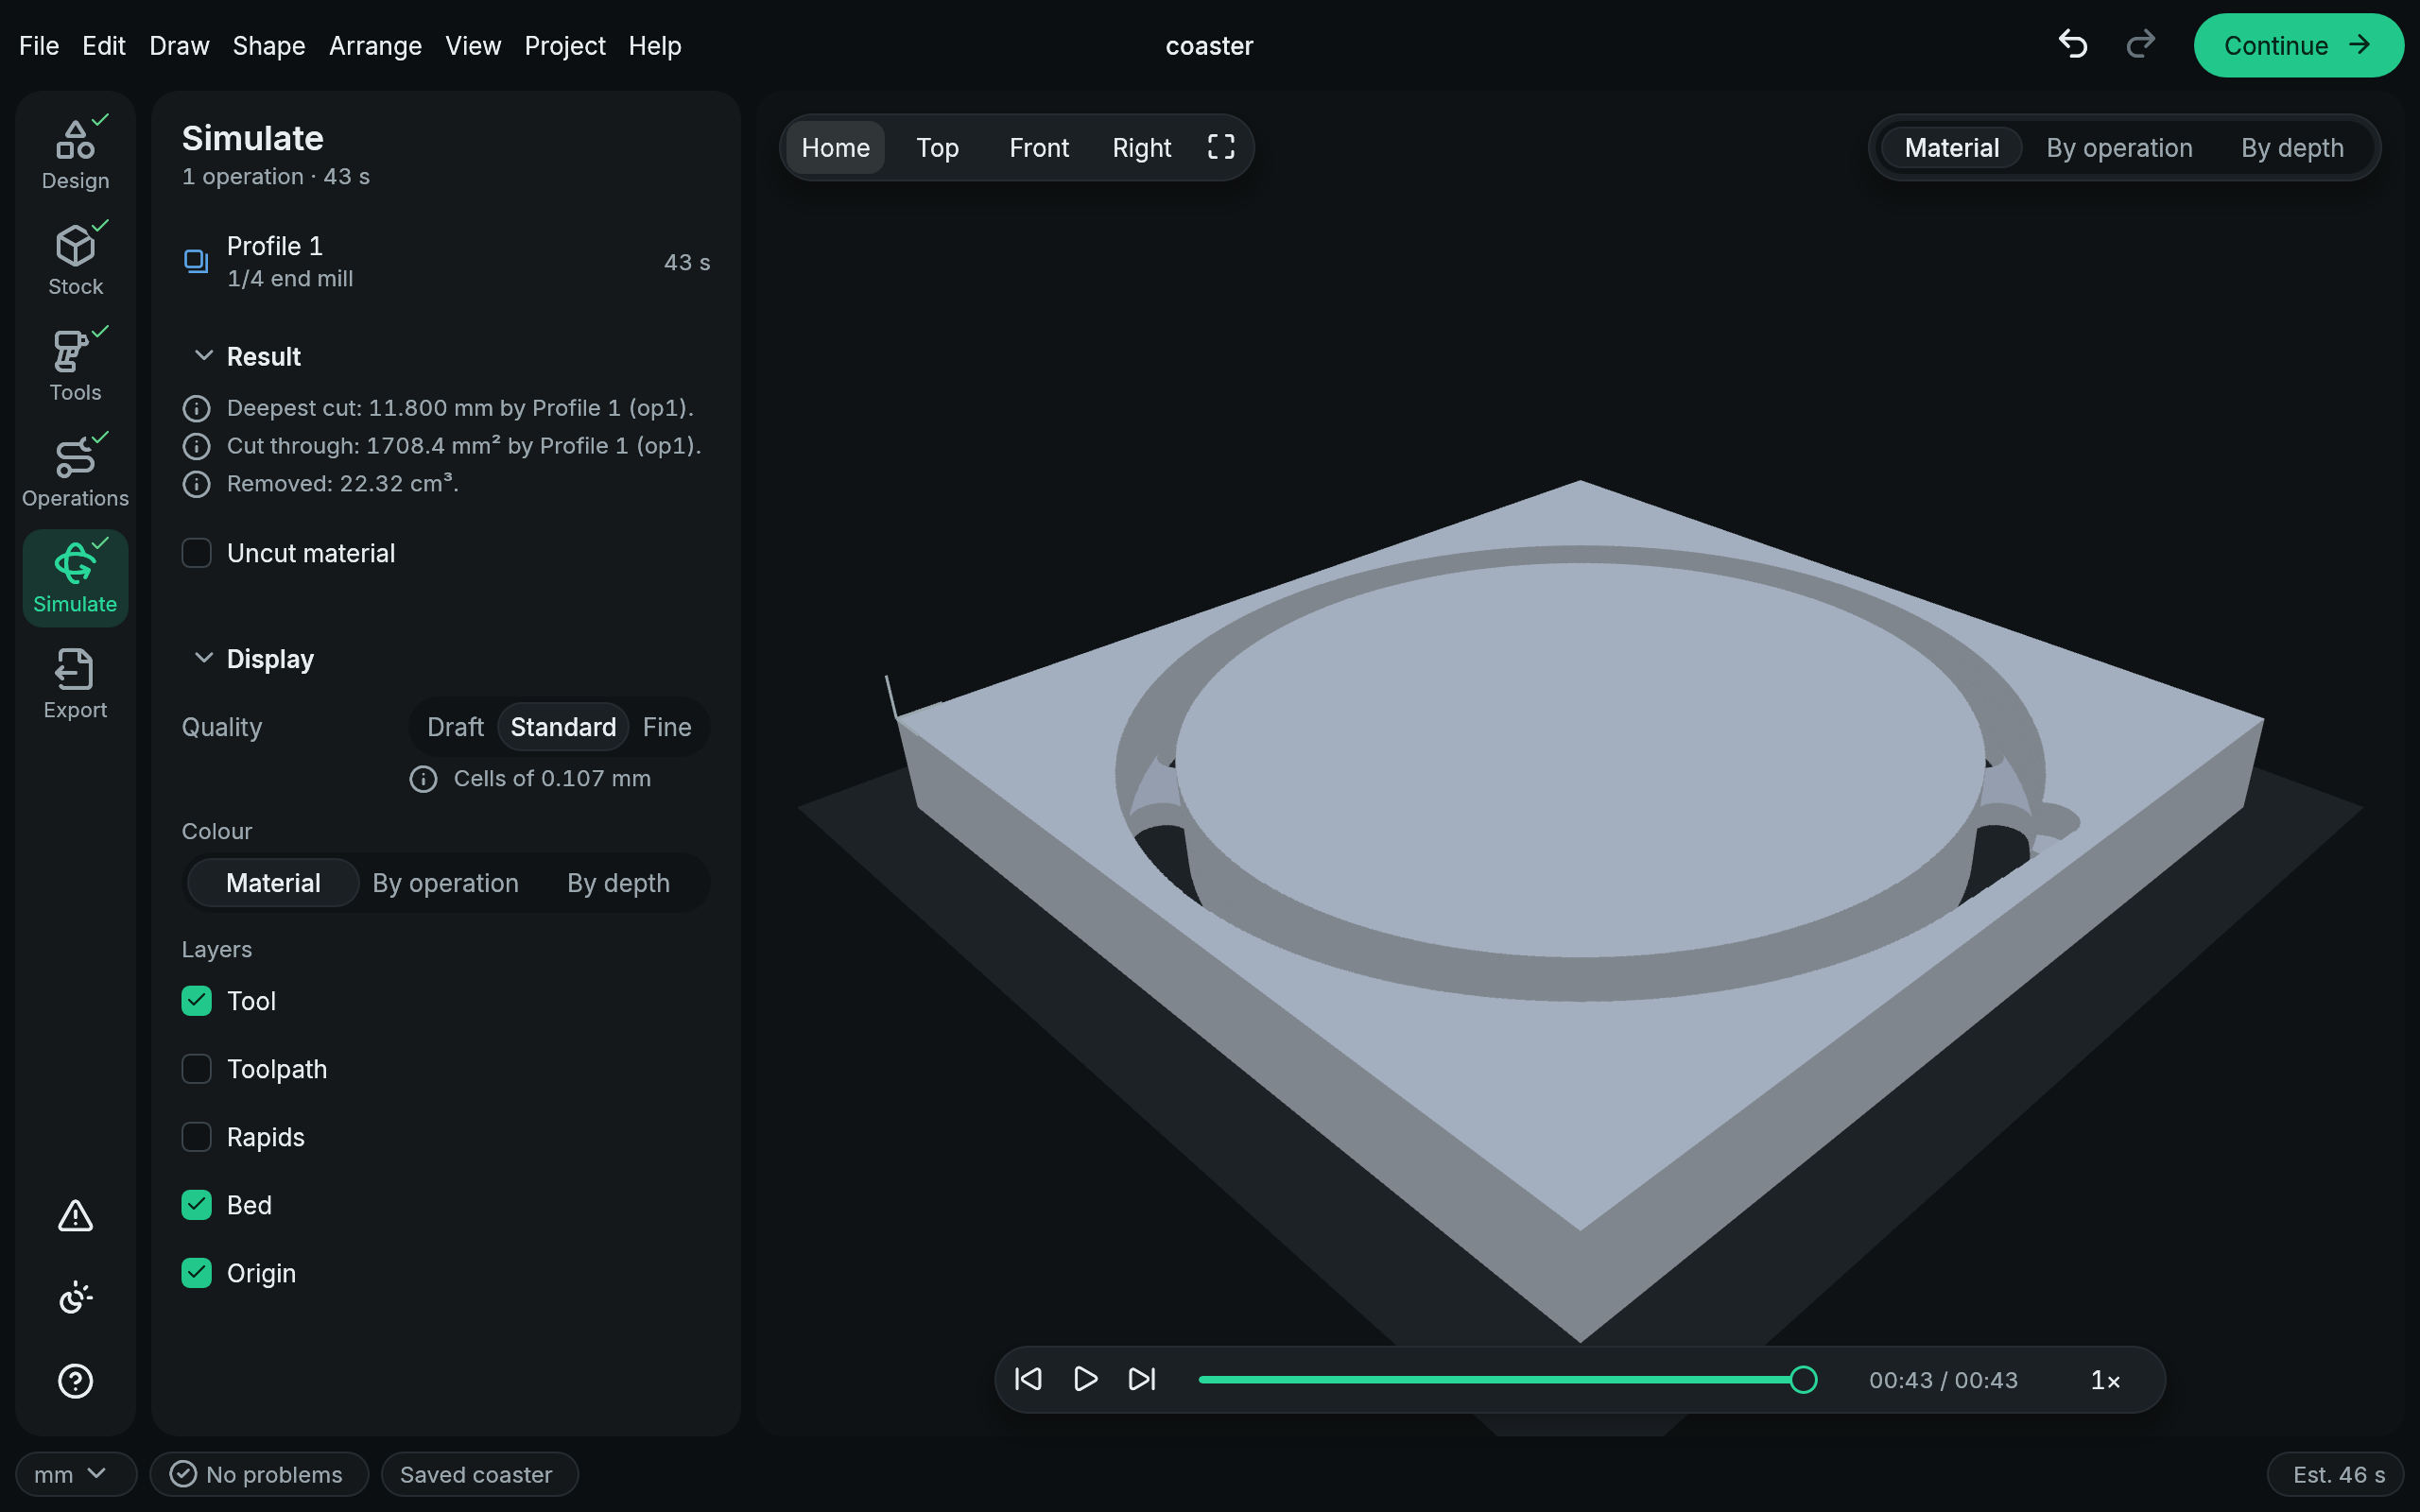 File Edit Draw Shape Arrange View Project Help
coaster
Continue
Design
Stock
Tools
Operations
Simulate
Export
Simulate
1 operation · 43 s
Profile 1
1/4 end mill
43 s
Result
Deepest cut: 11.800 mm by Profile 1 (op1).
Cut through: 1708.4 mm² by Profile 1 (op1).
Removed: 22.32 cm³.
Uncut material
Display
Quality
Draft Standard Fine
Cells of 0.107 mm
Colour
Material By operation By depth
Layers
Tool
Toolpath
Rapids
Bed
Origin
Home Top Front Right
Material By operation By depth
00:43 / 00:43
1×
mm
No problems
Saved coaster
Est. 46 s